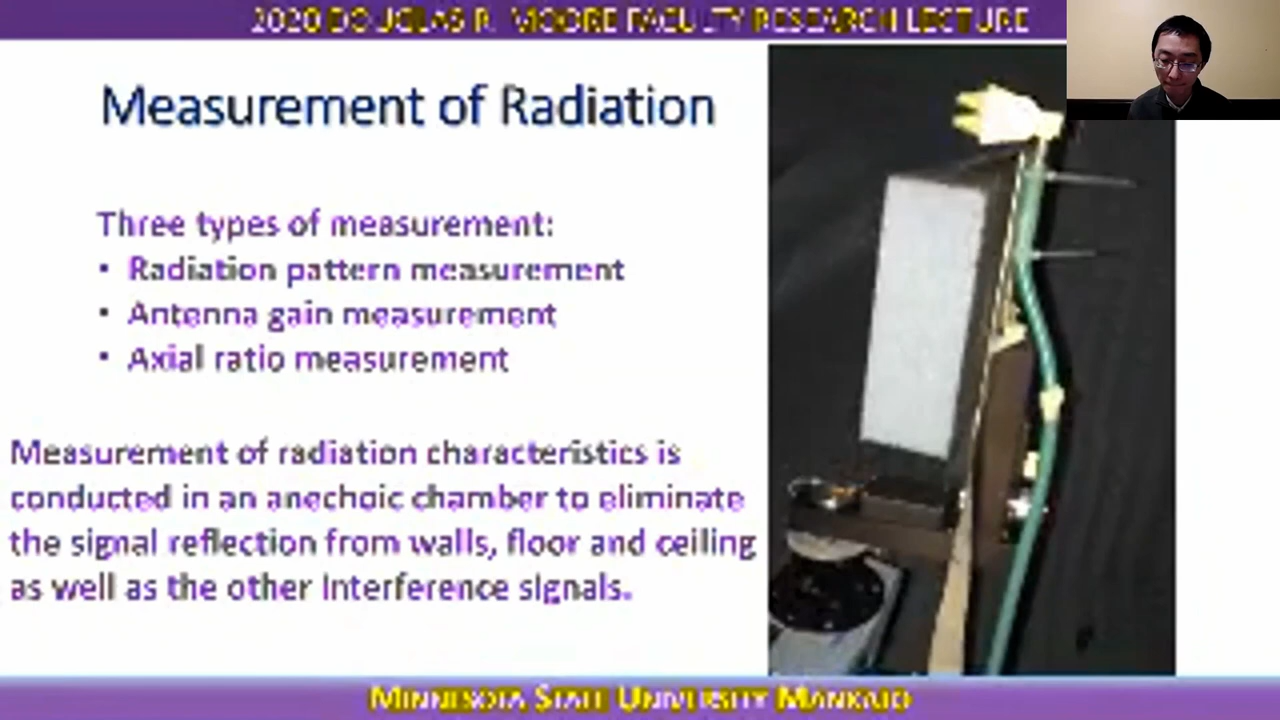 2020 DOUGLAS R. MOORE FACULTY RESEARCH LECTURE
Measurement of Radiation
Three types of measurement:
• Radiation pattern measurement
• Antenna gain measurement
• Axial ratio measurement
Measurement of radiation characteristics is
conducted in an anechoic chamber to eliminate
the signal reflection from walls, floor and ceiling
as well as the other interference signals.
MINNESOTA STATE UNIVERSITY MANKATO